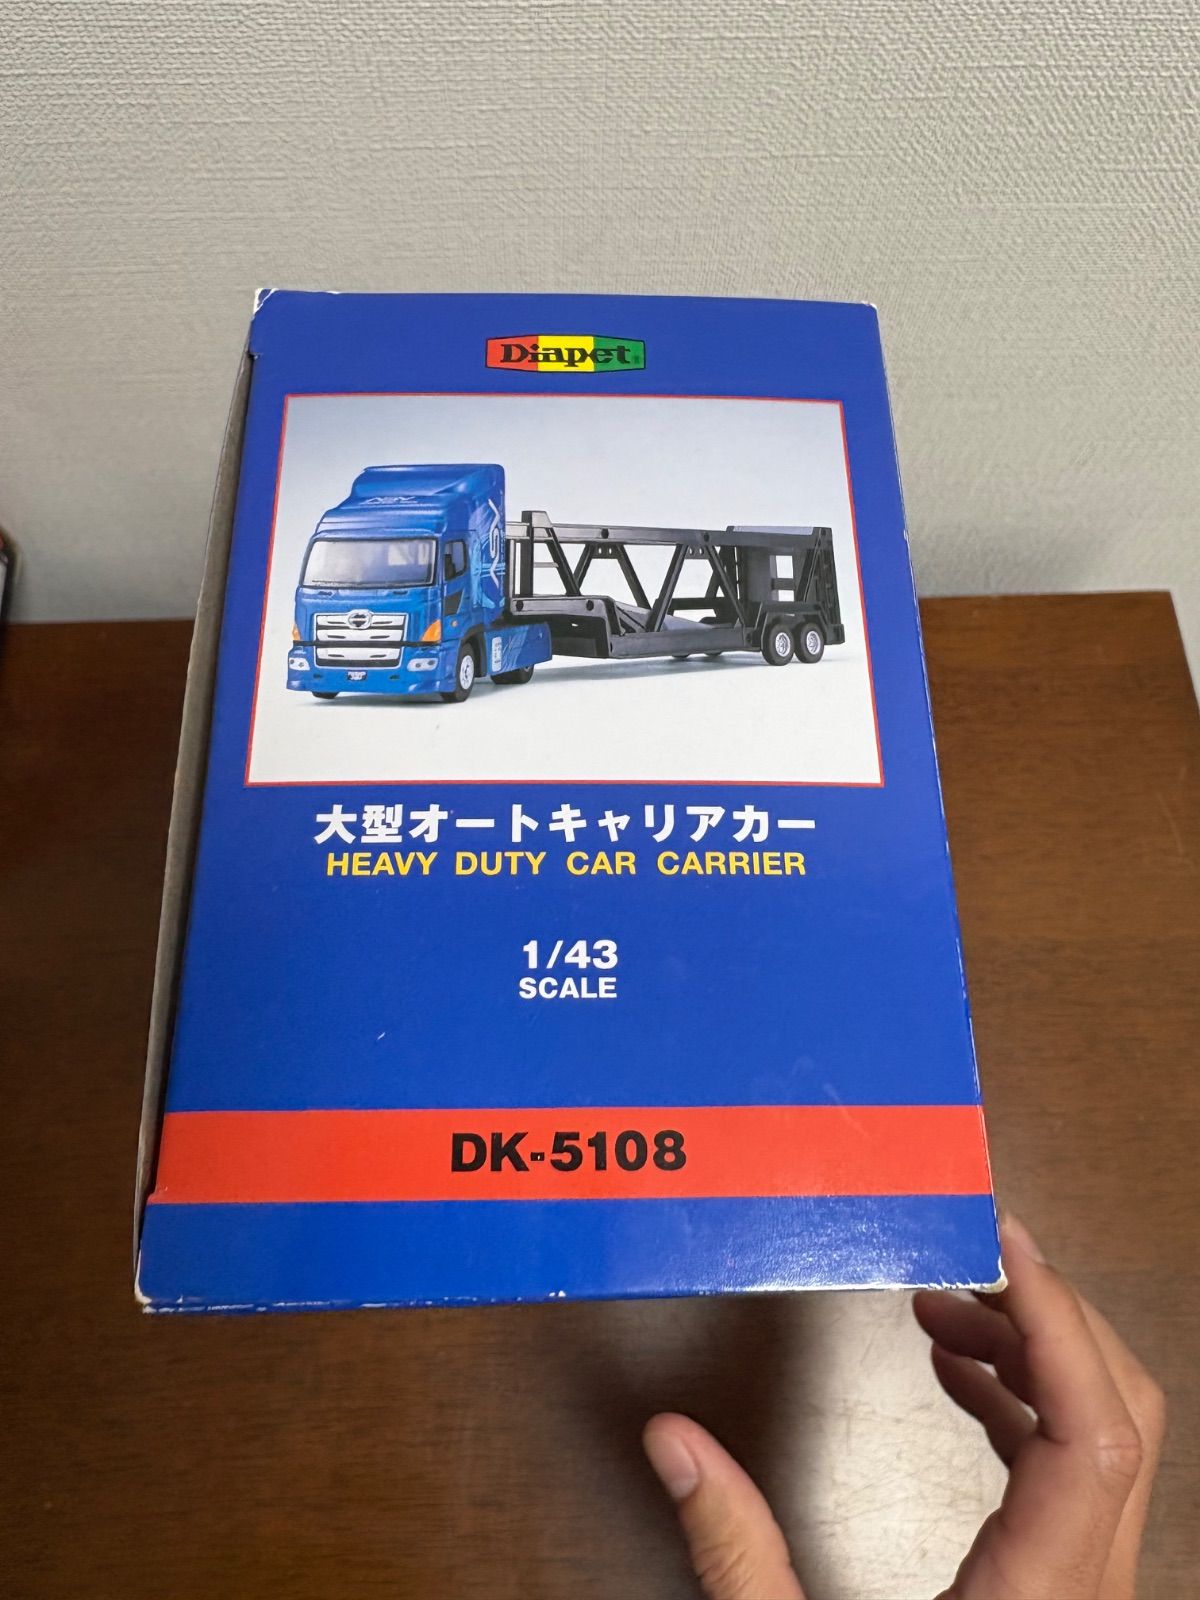 Diapet
大型オートキャリアカー
HEAVY DUTY CAR CARRIER
1/43
SCALE
DK-5108